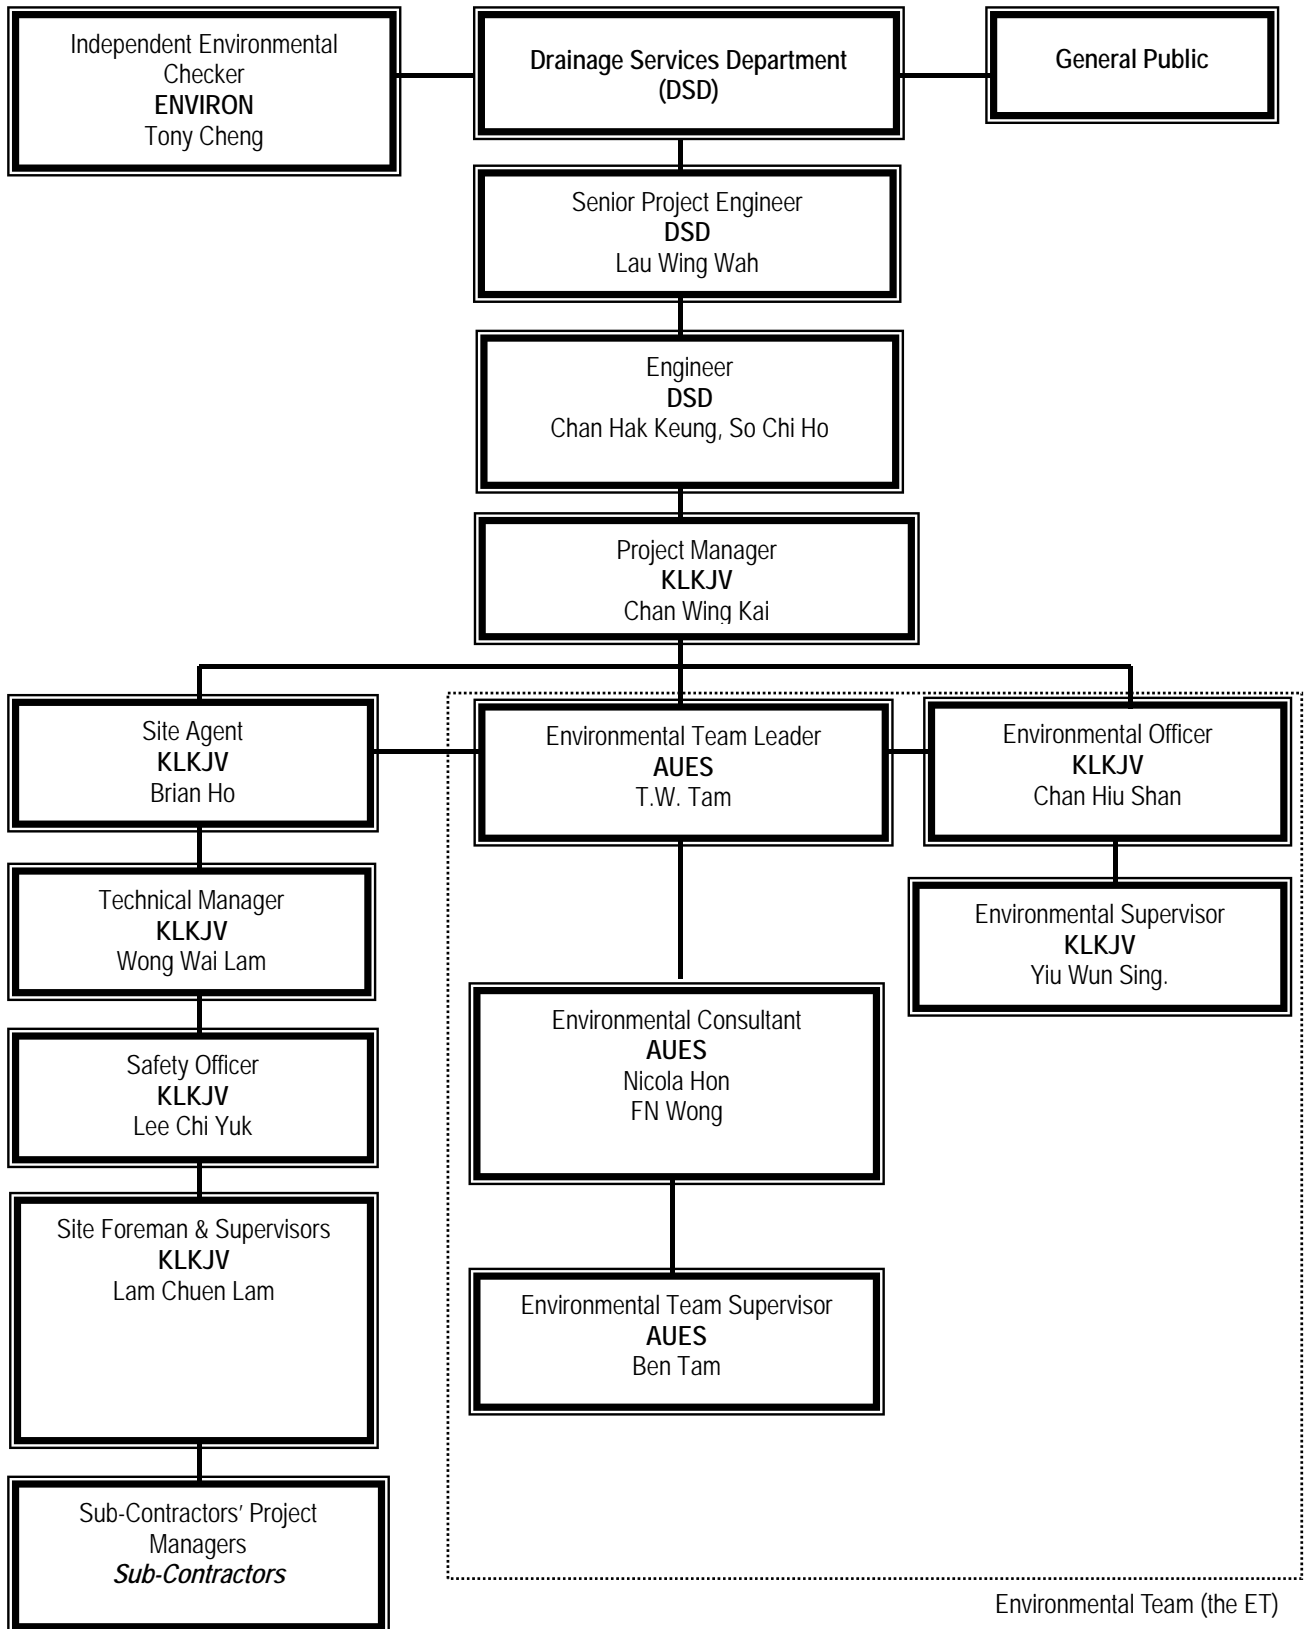 Independent Environmental
Checker
ENVIRON
Tony Cheng
Drainage Services Department
(DSD)
General Public
Senior Project Engineer
DSD
Lau Wing Wah
Engineer
DSD
Chan Hak Keung, So Chi Ho
Project Manager
KLKJV
Chan Wing Kai
Site Agent
KLKJV
Brian Ho
Environmental Team Leader
AUES
T.W. Tam
Environmental Officer
KLKJV
Chan Hiu Shan
Technical Manager
KLKJV
Wong Wai Lam
Environmental Supervisor
KLKJV
Yiu Wun Sing.
Environmental Consultant
AUES
Nicola Hon
FN Wong
Safety Officer
KLKJV
Lee Chi Yuk
Site Foreman & Supervisors
KLKJV
Lam Chuen Lam
Environmental Team Supervisor
AUES
Ben Tam
Sub-Contractors’ Project
Managers
Sub-Contractors
Environmental Team (the ET)